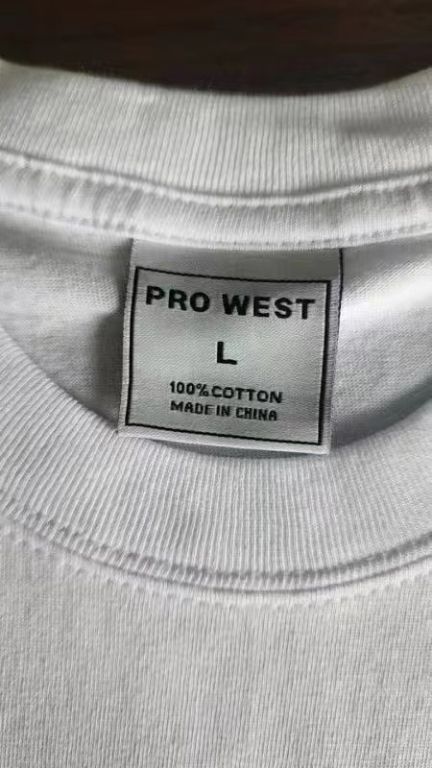 PRO WEST
L
100% COTTON
MADE IN CHINA